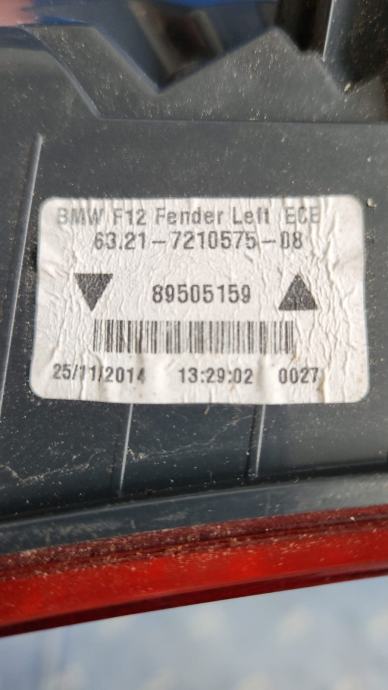 BMW F12 Fender Left ECE
63.21-7210575-08
89505159
25/11/2014 13:29:02 0027